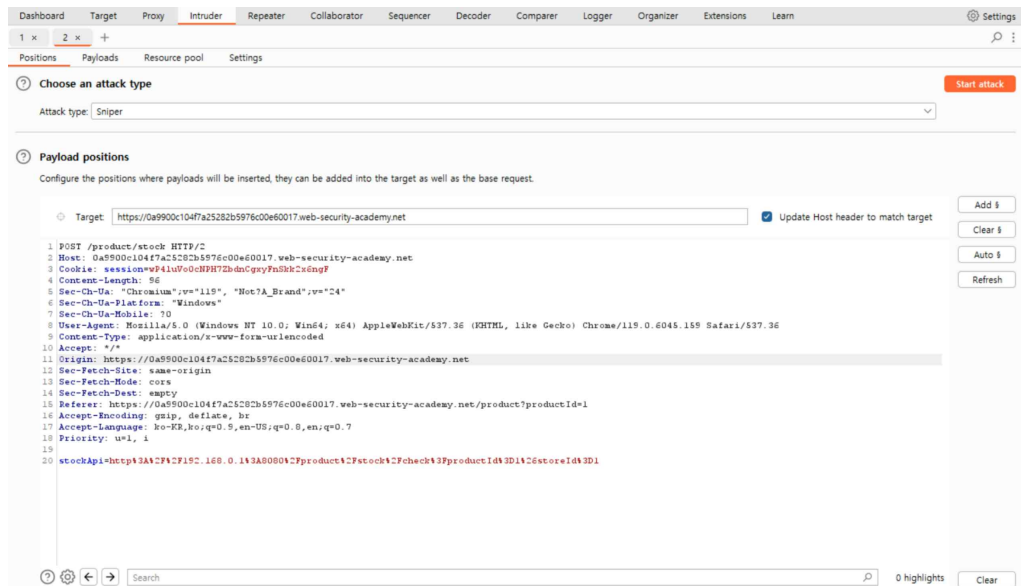 Dashboard Target Proxy Intruder Repeater Collaborator Sequencer Decoder Comparer Logger Organizer Extensions Learn Settings
1 × 2 × +
Positions Payloads Resource pool Settings
? Choose an attack type Start attack
Attack type: Sniper
? Payload positions
Configure the positions where payloads will be inserted, they can be added into the target as well as the base request.
Add §
Target: https://0a9900c104f7a25282b5976c00e60017.web-security-academy.net Update Host header to match target
Clear §
1 POST /product/stock HTTP/2
Auto §
2 Host: 0a9900c104f7a25282b5976c00e60017.web-security-academy.net
3 Cookie: session=wP41uVo0cNPH7ZbdnCgxyFnSkk2x6ngF
Refresh
4 Content-Length: 96
5 Sec-Ch-Ua: "Chromium";v="119", "Not?A_Brand";v="24"
6 Sec-Ch-Ua-Platform: "Windows"
7 Sec-Ch-Ua-Mobile: ?0
8 User-Agent: Mozilla/5.0 (Windows NT 10.0; Win64; x64) AppleWebKit/537.36 (KHTML, like Gecko) Chrome/119.0.6045.159 Safari/537.36
9 Content-Type: application/x-www-form-urlencoded
10 Accept: */*
11 Origin: https://0a9900c104f7a25282b5976c00e60017.web-security-academy.net
12 Sec-Fetch-Site: same-origin
13 Sec-Fetch-Mode: cors
14 Sec-Fetch-Dest: empty
15 Referer: https://0a9900c104f7a25282b5976c00e60017.web-security-academy.net/product?productId=1
16 Accept-Encoding: gzip, deflate, br
17 Accept-Language: ko-KR,ko;q=0.9,en-US;q=0.8,en;q=0.7
18 Priority: u=1, i
19
20 stockApi=http%3A%2F%2F192.168.0.1%3A8080%2Fproduct%2Fstock%2Fcheck%3FproductId%3D1%26storeId%3D1
? Search 0 highlights Clear